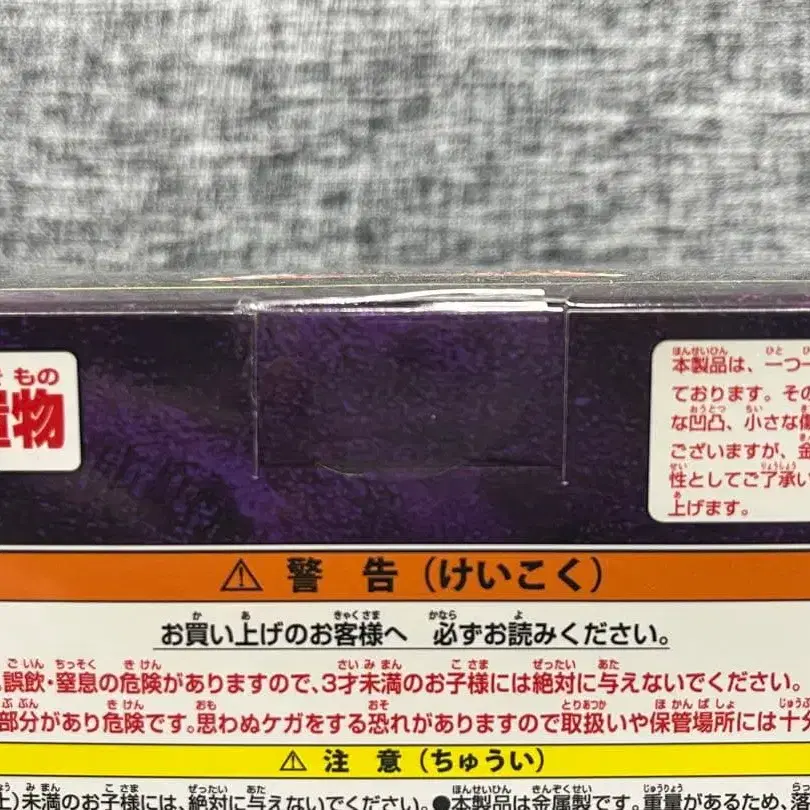 もの
物
本製品は、一つ一
ております。その
な凹凸、小さな傷
ございますが、金
性としてご了承い
上げます。
⚠ 警告（けいこく）
お買い上げのお客様へ 必ずお読みください。
誤飲・窒息の危険がありますので、3才未満のお子様には絶対に与えないでください。
部分があり危険です。思わぬケガをする恐れがありますので取扱いや保管場所には十分
⚠ 注意（ちゅうい）
上）未満のお子様には、絶対に与えないでください。●本製品は金属製です。重量があるため、落